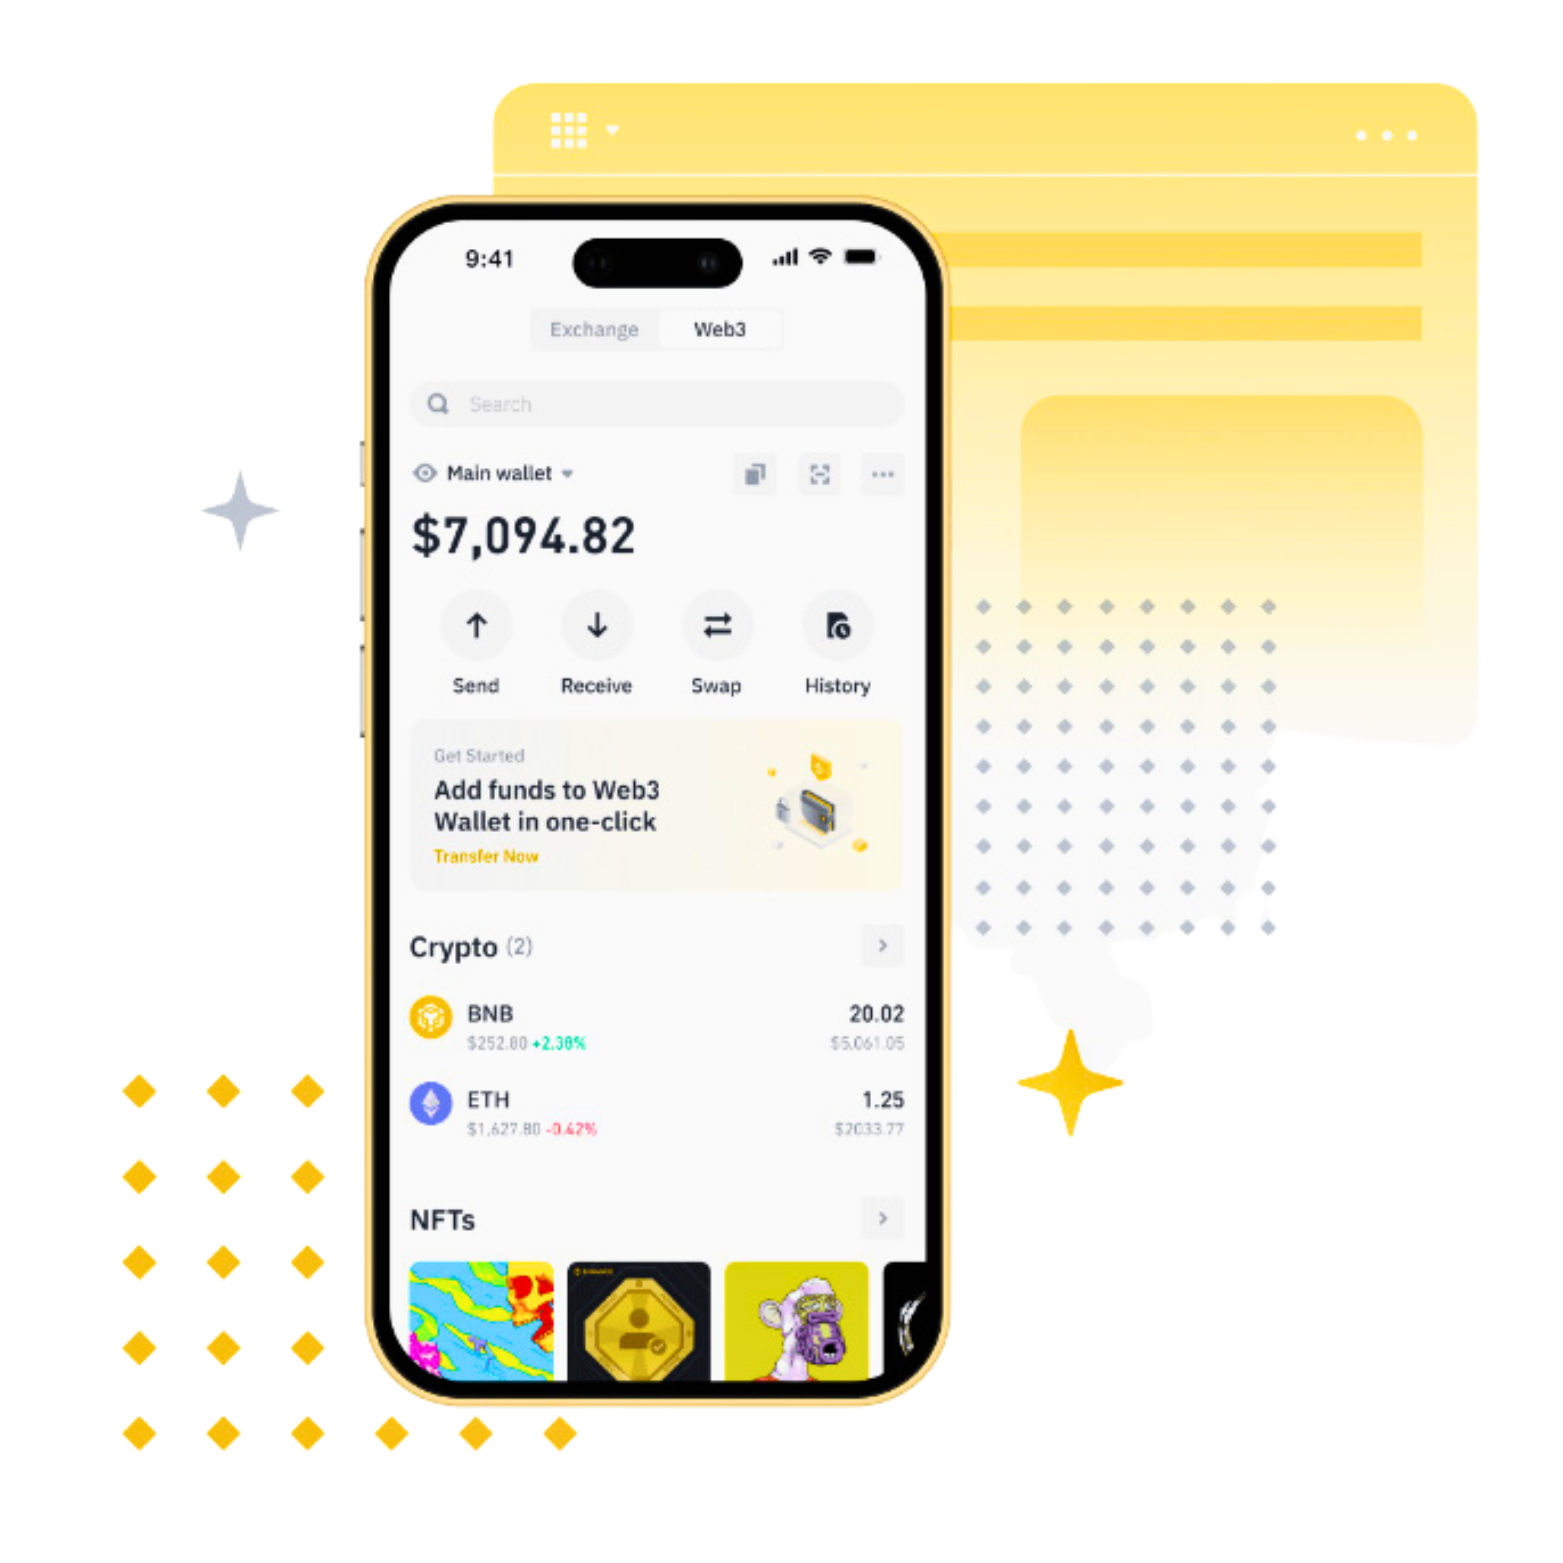 9:41
Exchange Web3
Search
Main wallet
$7,094.82
Send Receive Swap History
Get Started
Add funds to Web3
Wallet in one-click
Transfer Now
Crypto (2)
BNB 20.02
$252.80 +2.38% $5,061.05
ETH 1.25
$1,627.80 -0.42% $2033.77
NFTs
BINANCE